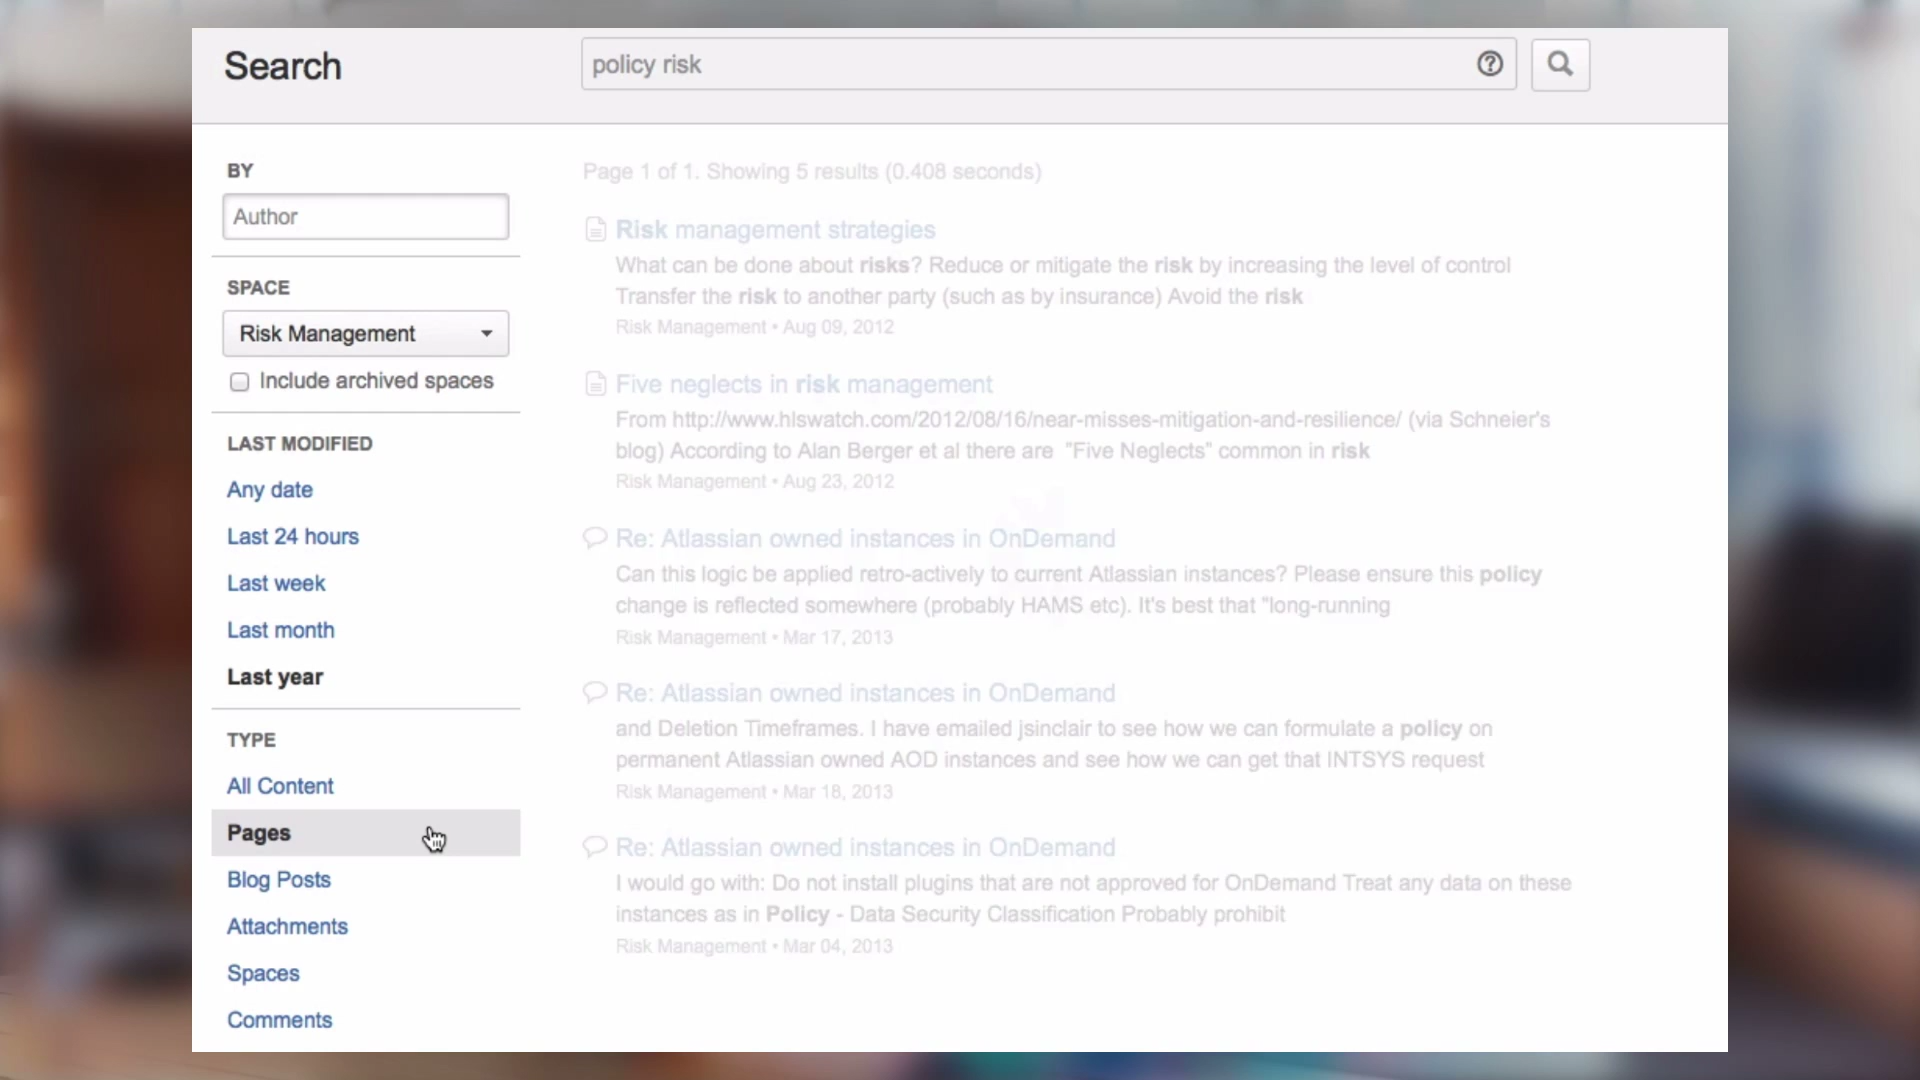 Search
policy risk
BY
Author
SPACE
Risk Management
Include archived spaces
LAST MODIFIED
Any date
Last 24 hours
Last week
Last month
Last year
TYPE
All Content
Pages
Blog Posts
Attachments
Spaces
Comments
Page 1 of 1. Showing 5 results (0.408 seconds)
Risk management strategies
What can be done about risks? Reduce or mitigate the risk by increasing the level of control
Transfer the risk to another party (such as by insurance) Avoid the risk
Risk Management • Aug 09, 2012
Five neglects in risk management
From http://www.hlswatch.com/2012/08/16/near-misses-mitigation-and-resilience/ (via Schneier's
blog) According to Alan Berger et al there are "Five Neglects" common in risk
Risk Management • Aug 23, 2012
Re: Atlassian owned instances in OnDemand
Can this logic be applied retro-actively to current Atlassian instances? Please ensure this policy
change is reflected somewhere (probably HAMS etc). It's best that "long-running
Risk Management • Mar 17, 2013
Re: Atlassian owned instances in OnDemand
and Deletion Timeframes. I have emailed jsinclair to see how we can formulate a policy on
permanent Atlassian owned AOD instances and see how we can get that INTSYS request
Risk Management • Mar 18, 2013
Re: Atlassian owned instances in OnDemand
I would go with: Do not install plugins that are not approved for OnDemand Treat any data on these
instances as in Policy - Data Security Classification Probably prohibit
Risk Management • Mar 04, 2013